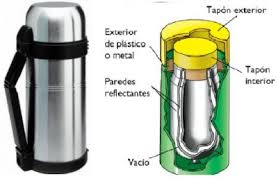 Tapón exterior
Exterior
de plástico
o metal
Tapón
interior
Paredes
reflectantes
Vacío